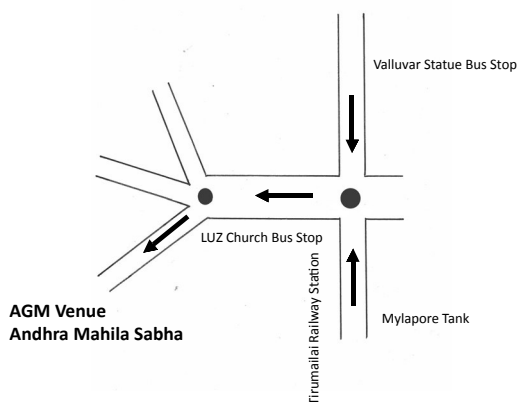 Valluvar Statue Bus Stop
LUZ Church Bus Stop
AGM Venue
Andhra Mahila Sabha
Tirumailai Railway Station
Mylapore Tank